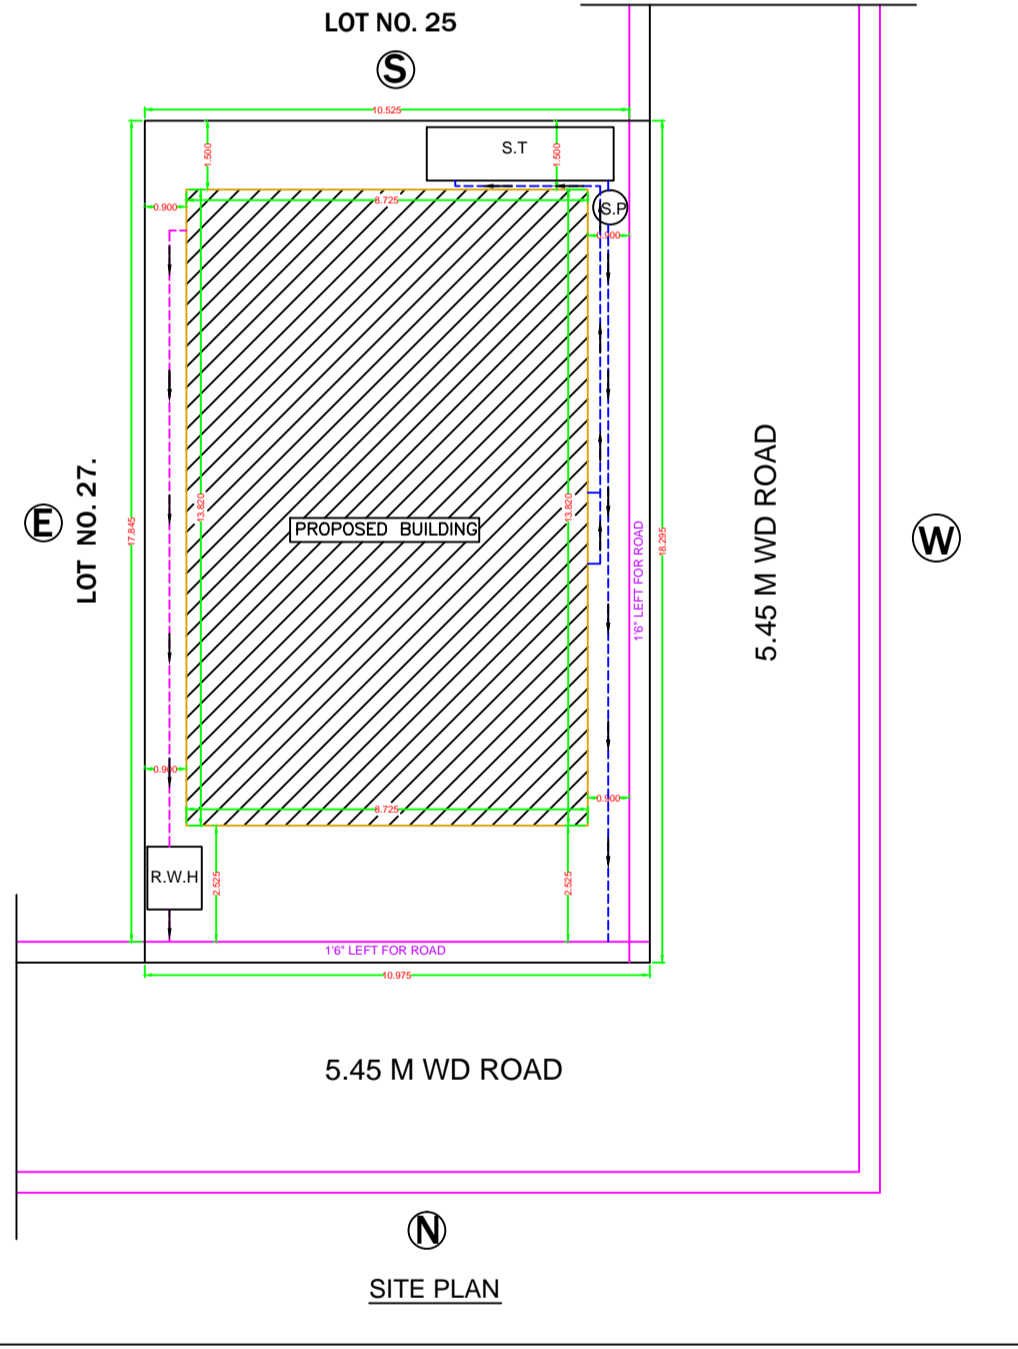 LOT NO. 25
S
10.525
S.T
1.500
1.500
8.725
0.900
S.P
0.900
E
LOT NO. 27.
17.845
13.820
PROPOSED BUILDING
13.820
1'6" LEFT FOR ROAD
18.295
5.45 M WD ROAD
W
0.900
0.900
8.725
R.W.H
2.525
2.525
1'6" LEFT FOR ROAD
10.975
5.45 M WD ROAD
N
SITE PLAN